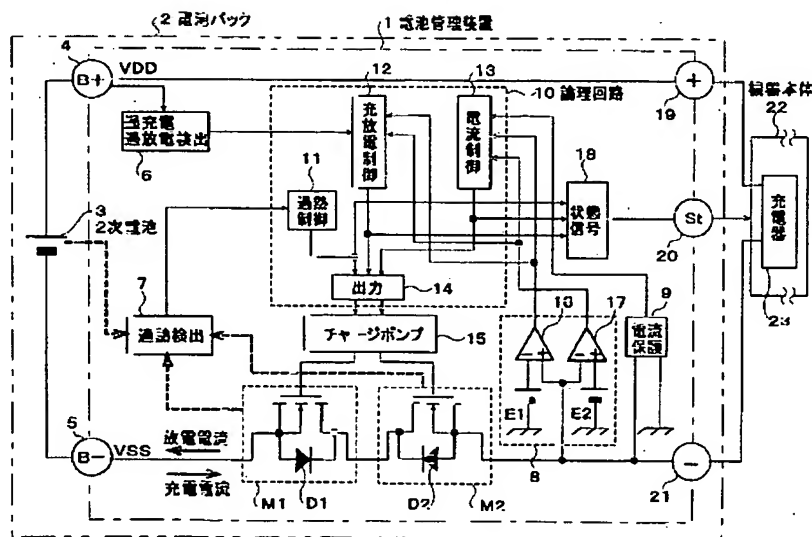 2 電池パック
1 電池管理装置
4
B+
VDD
12
13
10 論理回路
+
19
機器本体
22
過充電
過放電検出
6
充放電制御
電流制御
11
過熱
制御
18
状態
信号
St
20
充電器
23
3
2次電池
7
過熱検出
出力
14
チャージポンプ
15
16
17
9
電流
保護
E1
E2
8
5
B-
VSS
放電電流
充電電流
M1
D1
D2
M2
-
21